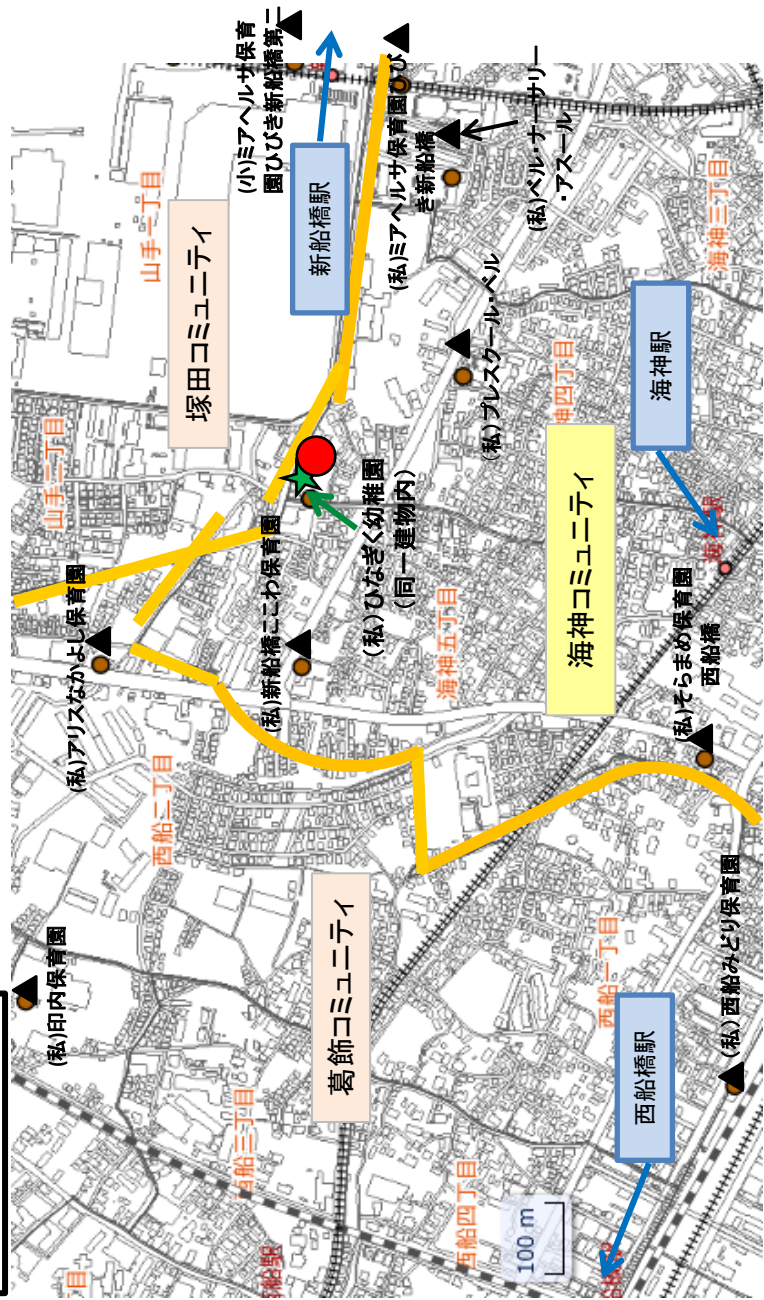 (小)ミアヘルサ保育
園ひびき新船橋第二
新船橋駅
(私)ミアヘルサ保育園ひび
き新船橋
(私)ベル・ナーサリー
・アスール
山手一丁目
塚田コミュニティ
(私)プレスクール・ベル
海神三丁目
海神駅
神四丁目
山手二丁目
(私)ひなぎく幼稚園
(同一建物内)
海神コミュニティ
(私)アリスなかよし保育園
(私)新船橋ここわ保育園
海神五丁目
(私)そらまめ保育園
西船橋
西船二丁目
(私)印内保育園
葛飾コミュニティ
西船一丁目
(私)西船みどり保育園
西船橋駅
西船三丁目
西船四丁目
100 m
船駅
丁目